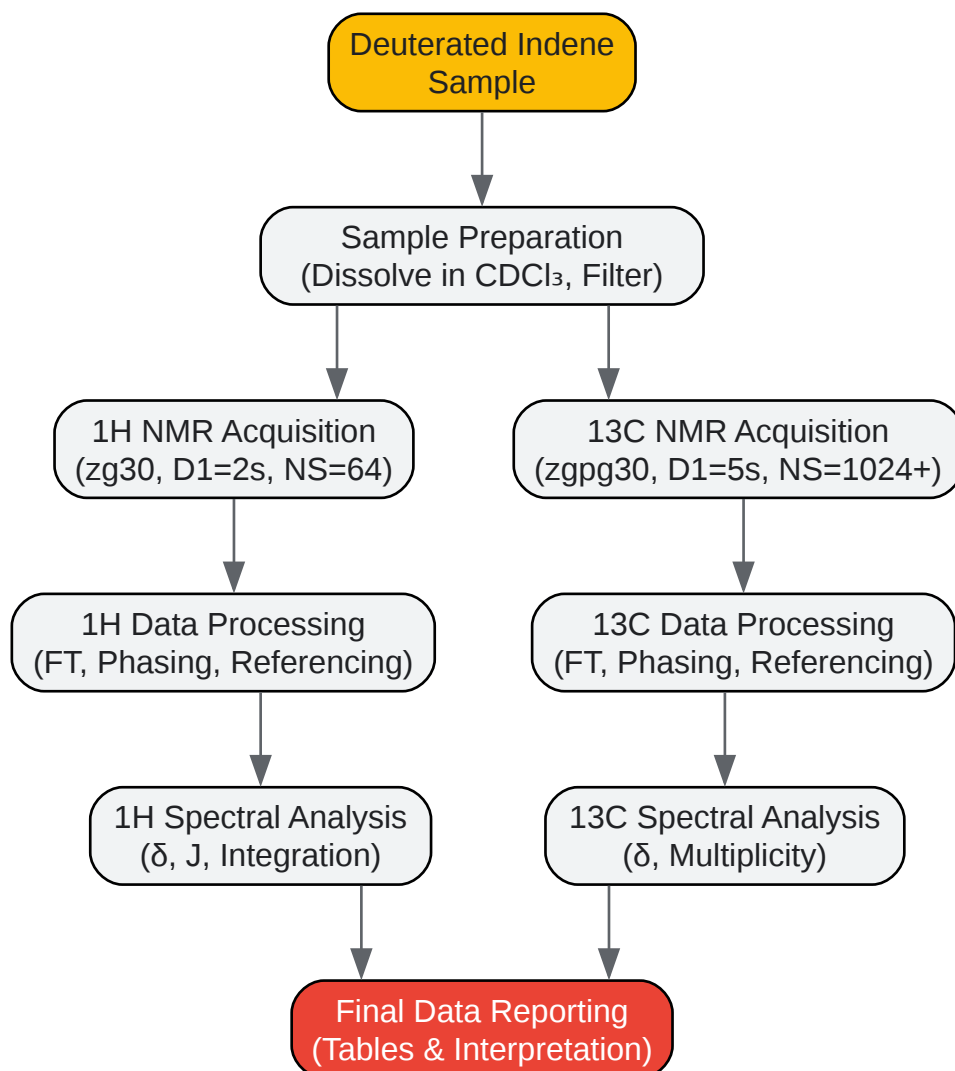 Deuterated Indene
Sample
Sample Preparation
(Dissolve in CDCl₃, Filter)
1H NMR Acquisition
(zg30, D1=2s, NS=64)
13C NMR Acquisition
(zgpg30, D1=5s, NS=1024+)
1H Data Processing
(FT, Phasing, Referencing)
13C Data Processing
(FT, Phasing, Referencing)
1H Spectral Analysis
(δ, J, Integration)
13C Spectral Analysis
(δ, Multiplicity)
Final Data Reporting
(Tables & Interpretation)